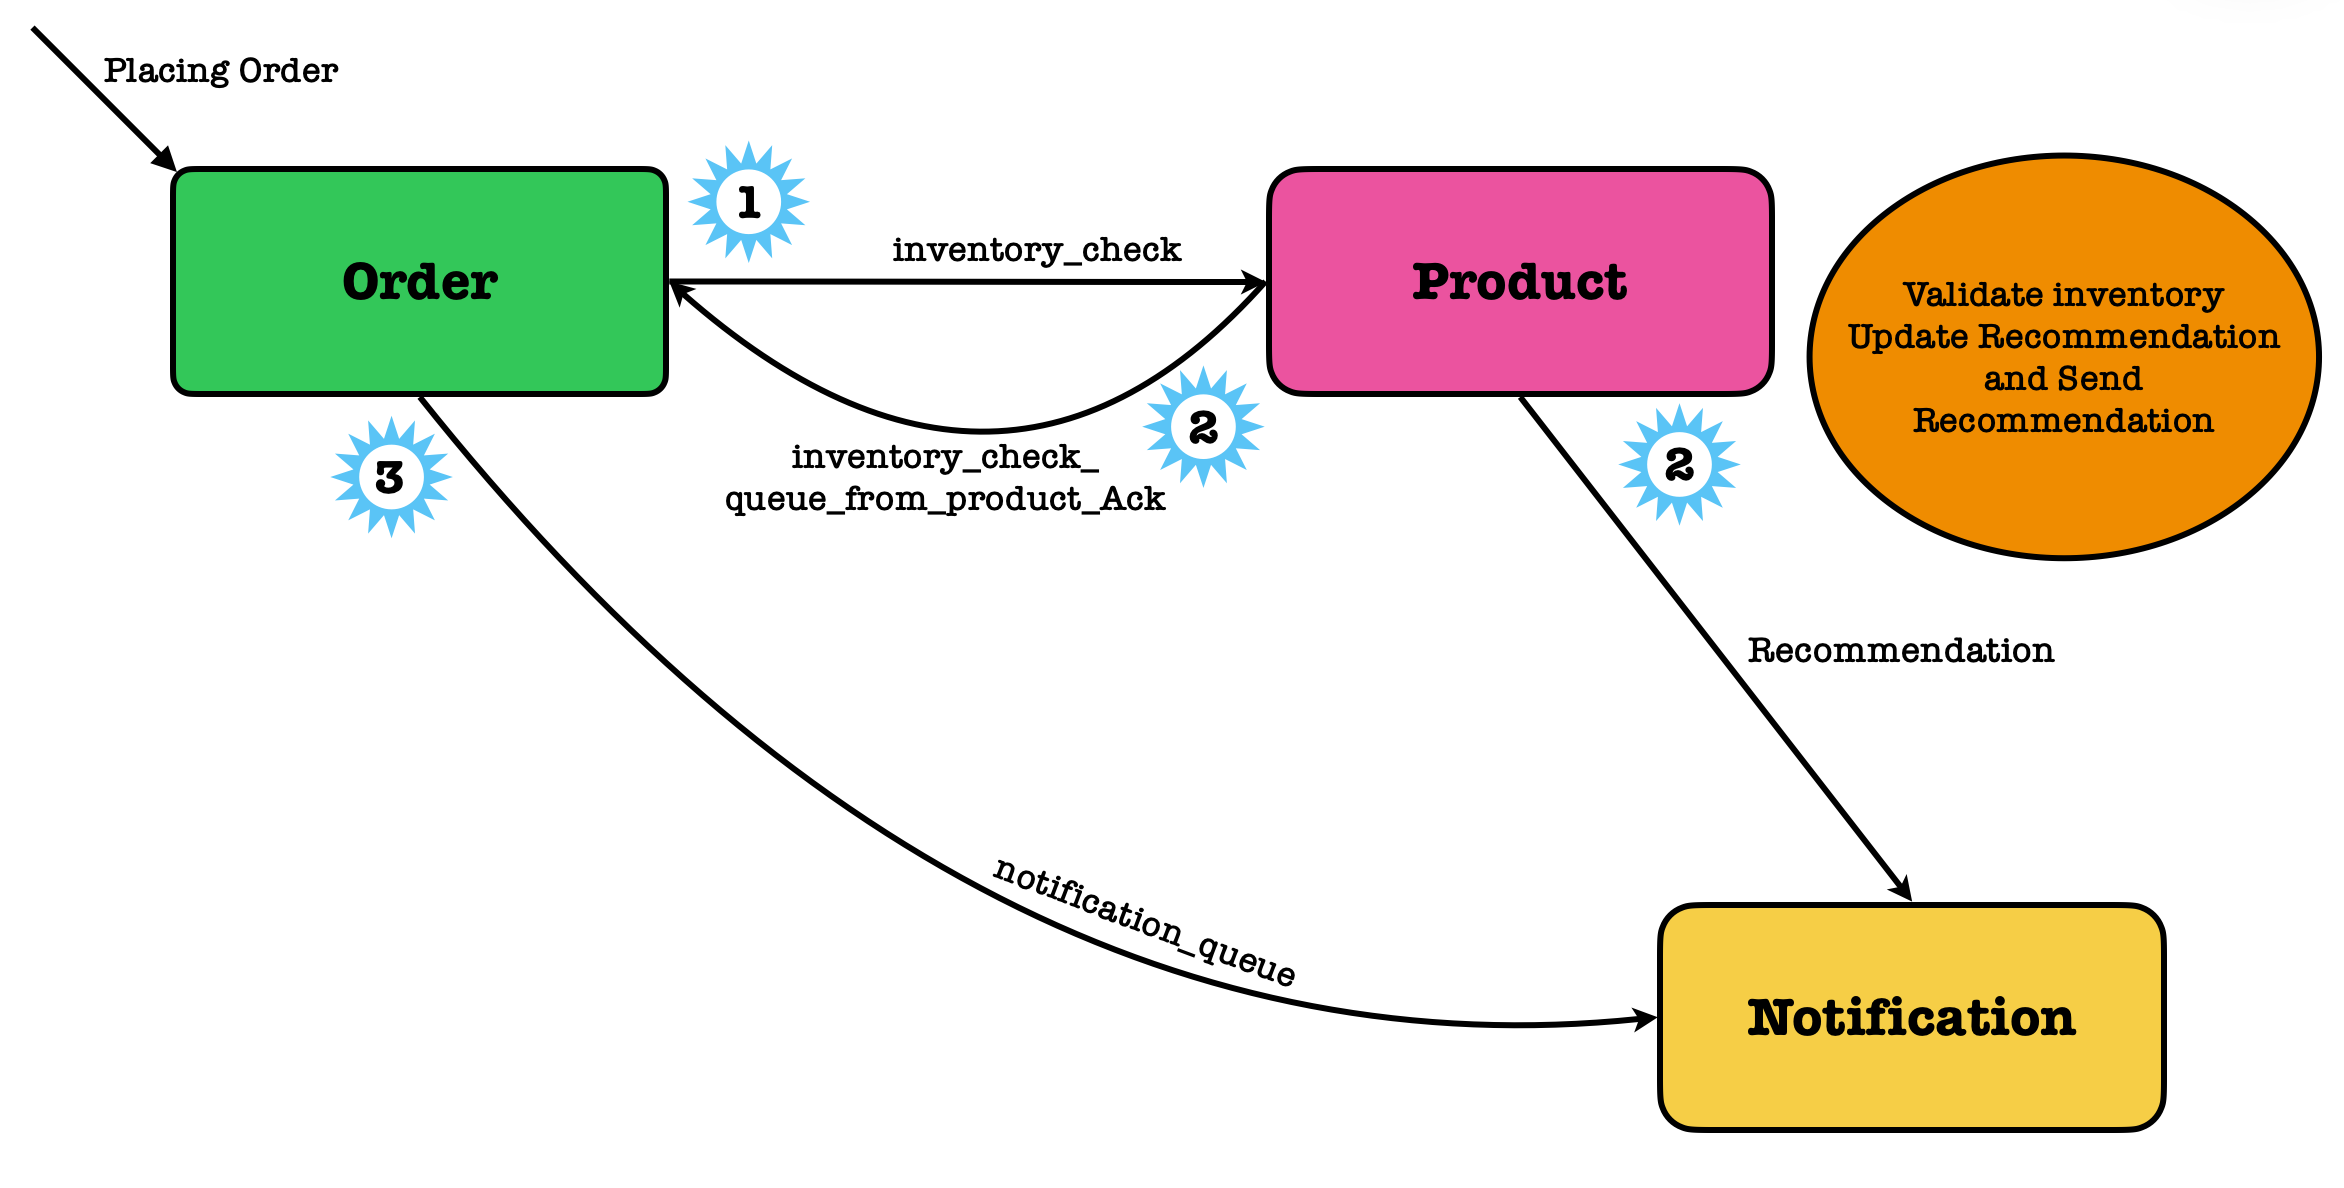 Placing Order
1
inventory_check
Order
Product
Validate inventory
Update Recommendation
and Send
Recommendation
2
inventory_check_
queue_from_product_Ack
3
2
Recommendation
notification_queue
Notification